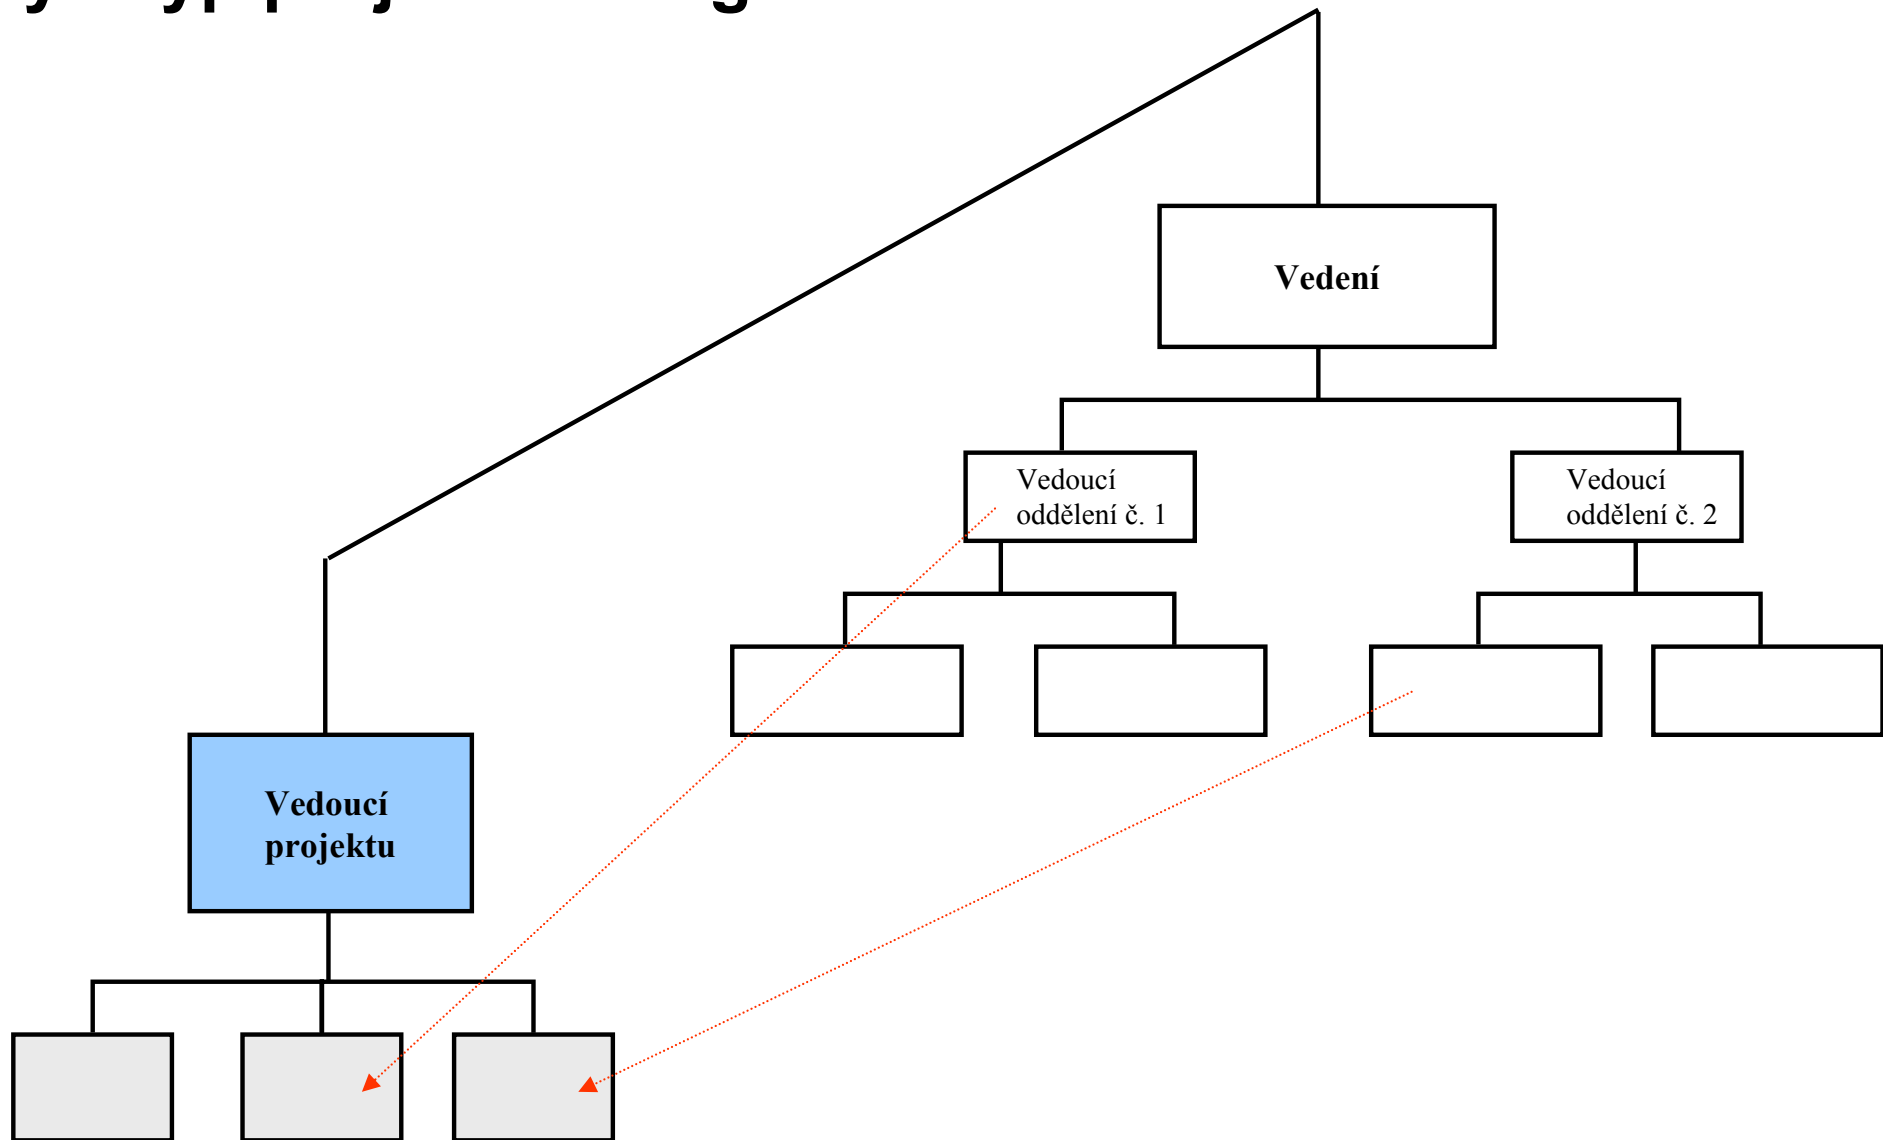 Vedení
Vedoucí
oddělení č. 1
Vedoucí
oddělení č. 2
Vedoucí
projektu